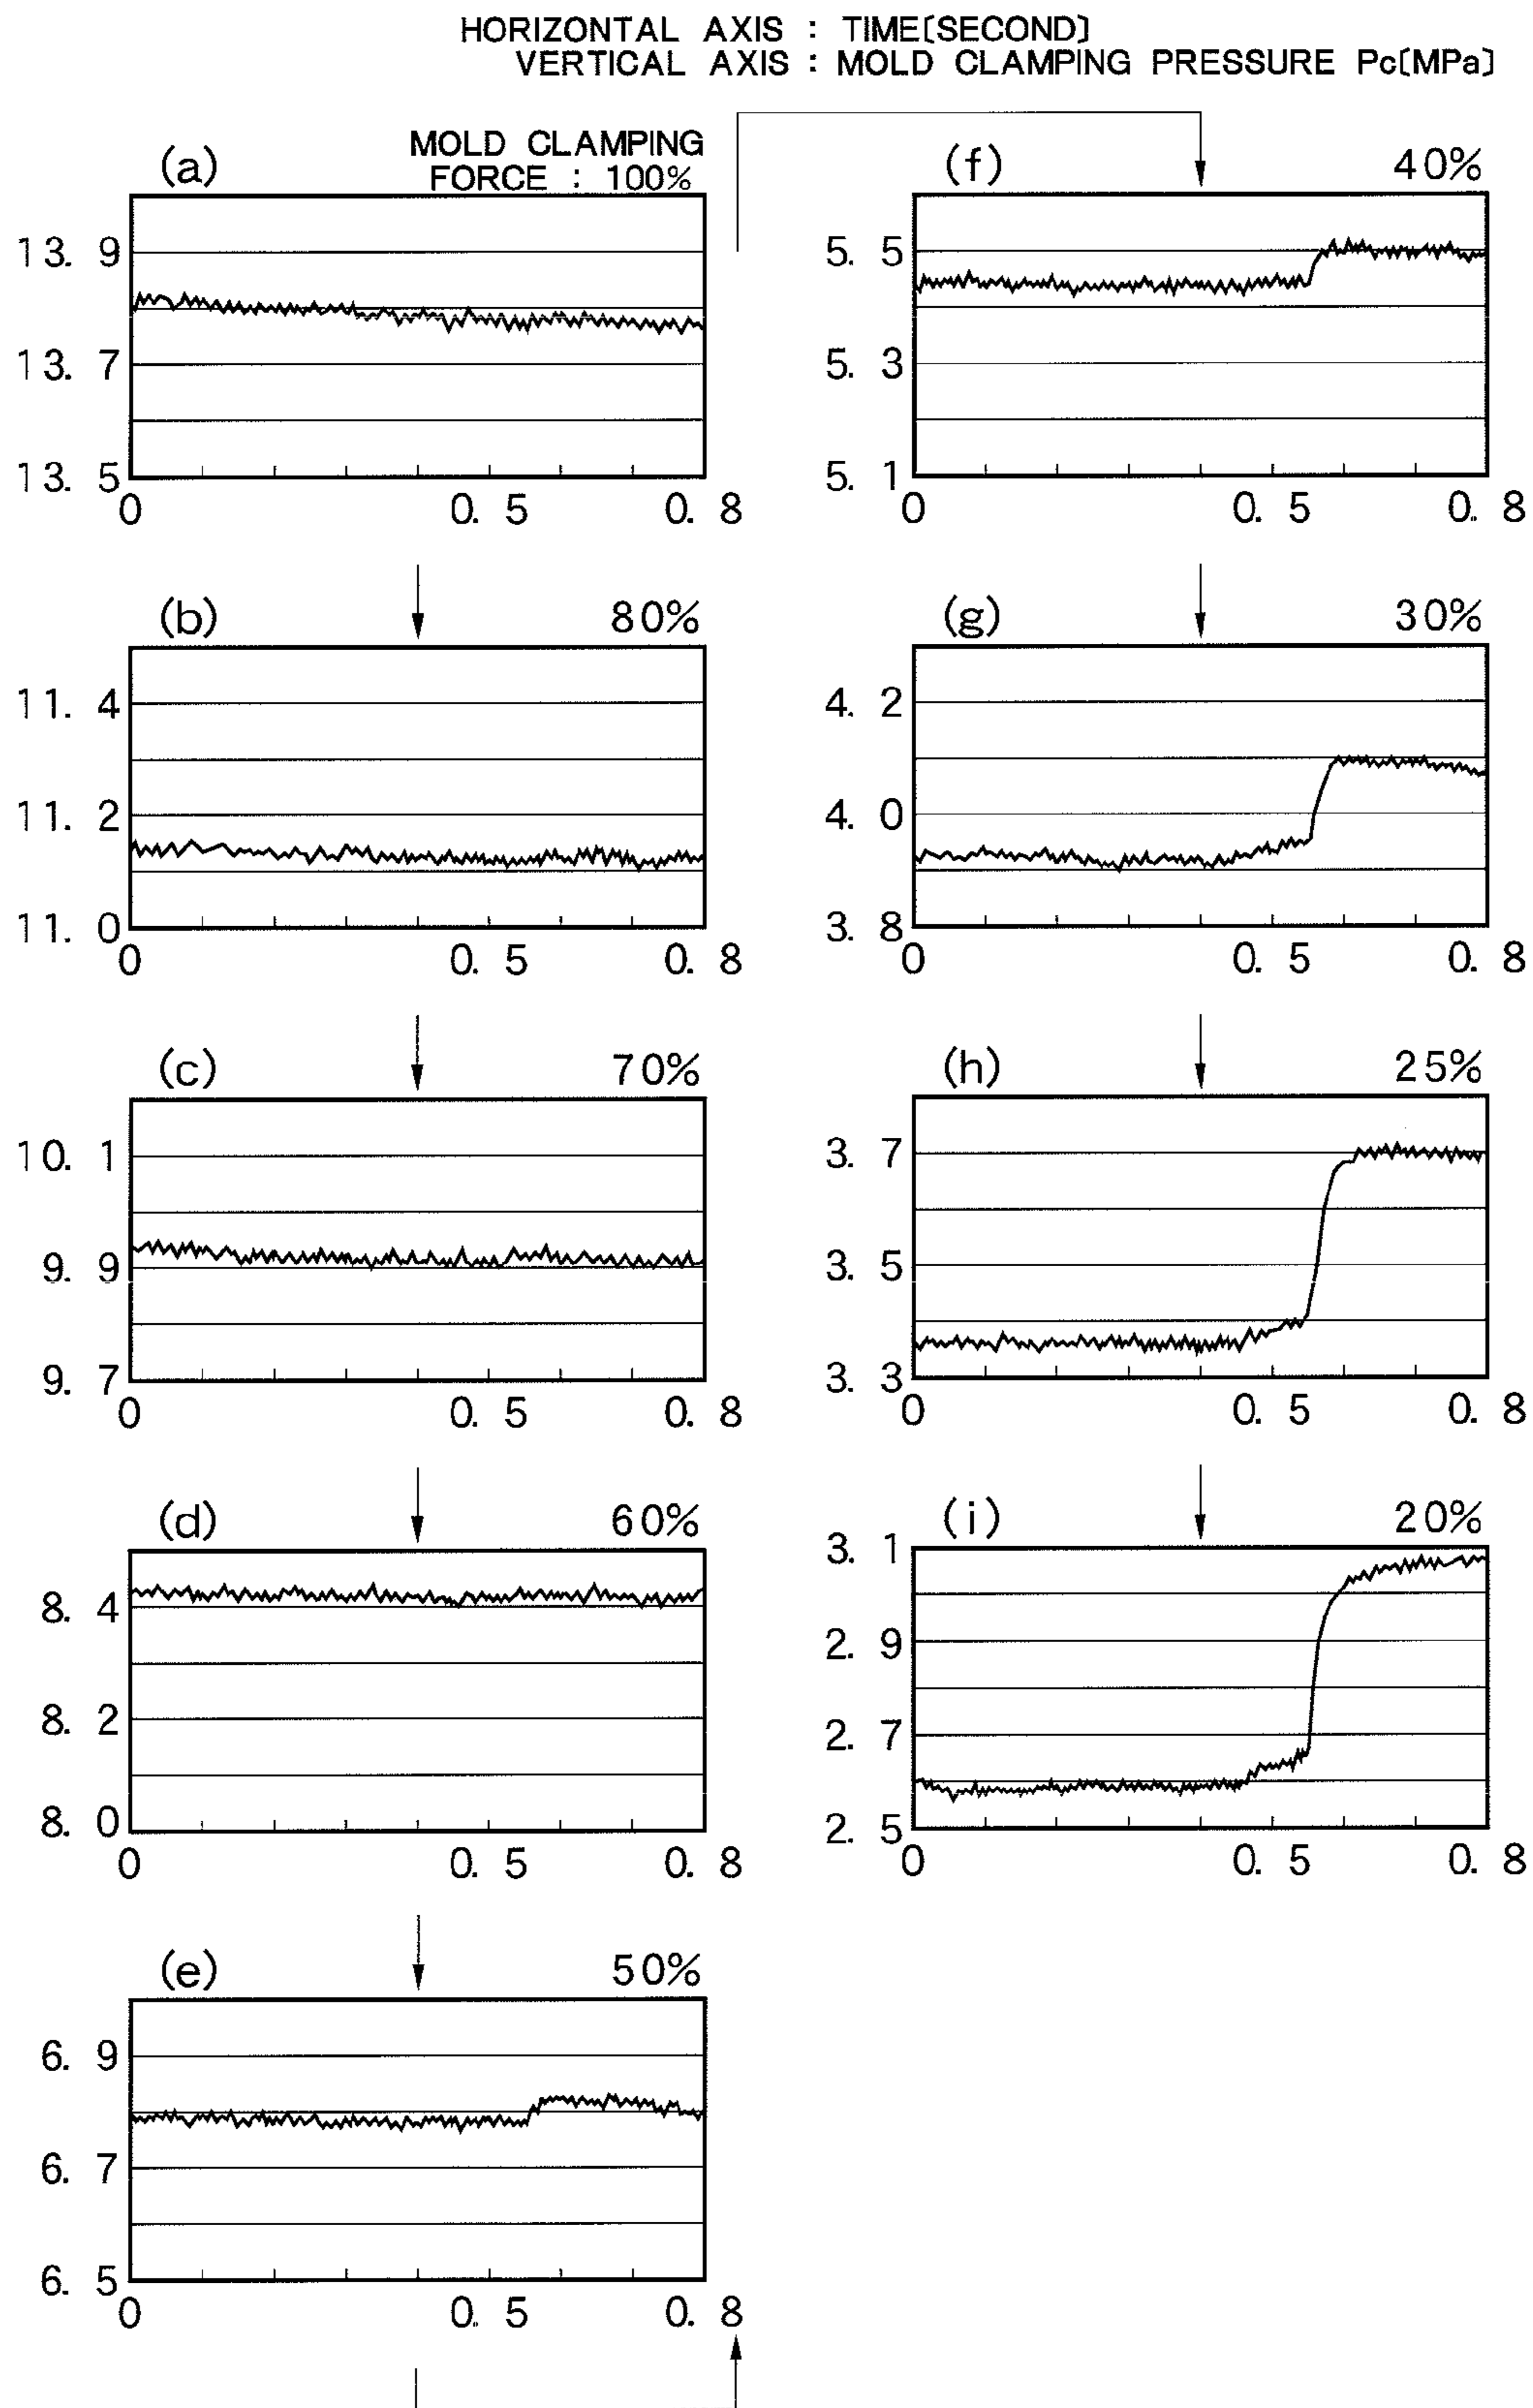 HORIZONTAL AXIS : TIME[SECOND]
VERTICAL AXIS : MOLD CLAMPING PRESSURE Pc[MPa]
(a) MOLD CLAMPING
FORCE : 100%
13. 9
13. 7
13. 5
0 0. 5 0. 8
(b) 80%
11. 4
11. 2
11. 0
0 0. 5 0. 8
(c) 70%
10. 1
9. 9
9. 7
0 0. 5 0. 8
(d) 60%
8. 4
8. 2
8. 0
0 0. 5 0. 8
(e) 50%
6. 9
6. 7
6. 5
0 0. 5 0. 8
(f) 40%
5. 5
5. 3
5. 1
0 0. 5 0. 8
(g) 30%
4. 2
4. 0
3. 8
0 0. 5 0. 8
(h) 25%
3. 7
3. 5
3. 3
0 0. 5 0. 8
(i) 20%
3. 1
2. 9
2. 7
2. 5
0 0. 5 0. 8